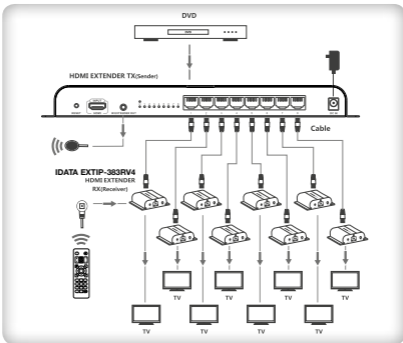 DVD
HDMI EXTENDER TX(Sender)
Cable
IDATA EXTIP-383RV4
HDMI EXTENDER
RX(Receiver)
TV TV TV TV
TV TV TV TV